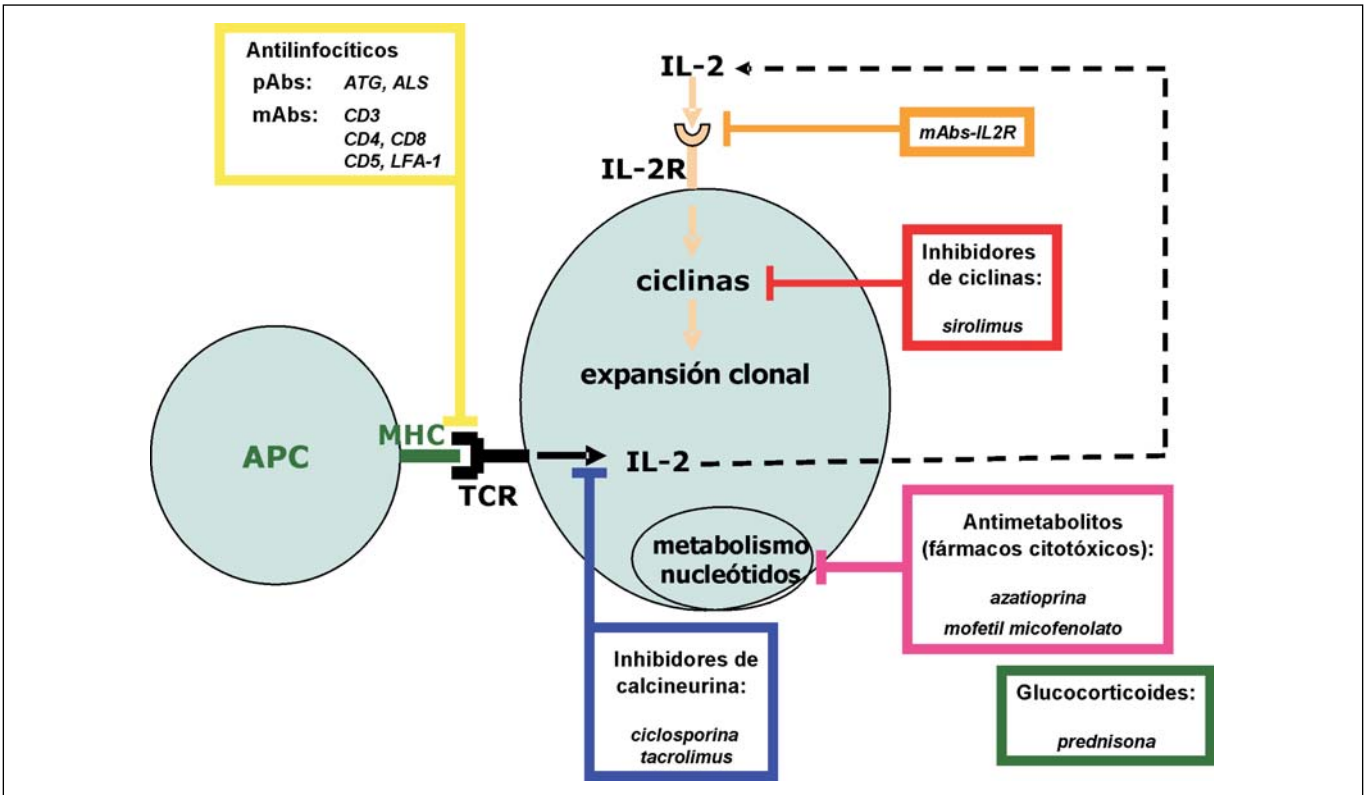 Antilinfocíticos
pAbs: ATG, ALS
mAbs: CD3
CD4, CD8
CD5, LFA-1
IL-2
mAbs-IL2R
IL-2R
Inhibidores
de ciclinas:
sirolimus
ciclinas
expansión clonal
MHC
APC
TCR
IL-2
metabolismo
nucleótidos
Antimetabolitos
(fármacos citotóxicos):
azatioprina
mofetil micofenolato
Inhibidores de
calcineurina:
ciclosporina
tacrolimus
Glucocorticoides:
prednisona